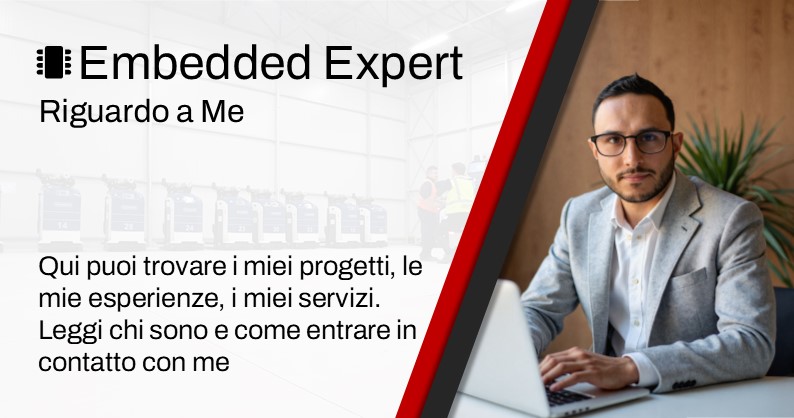 Embedded Expert
Riguardo a Me
Qui puoi trovare i miei progetti, le
mie esperienze, i miei servizi.
Leggi chi sono e come entrare in
contatto con me